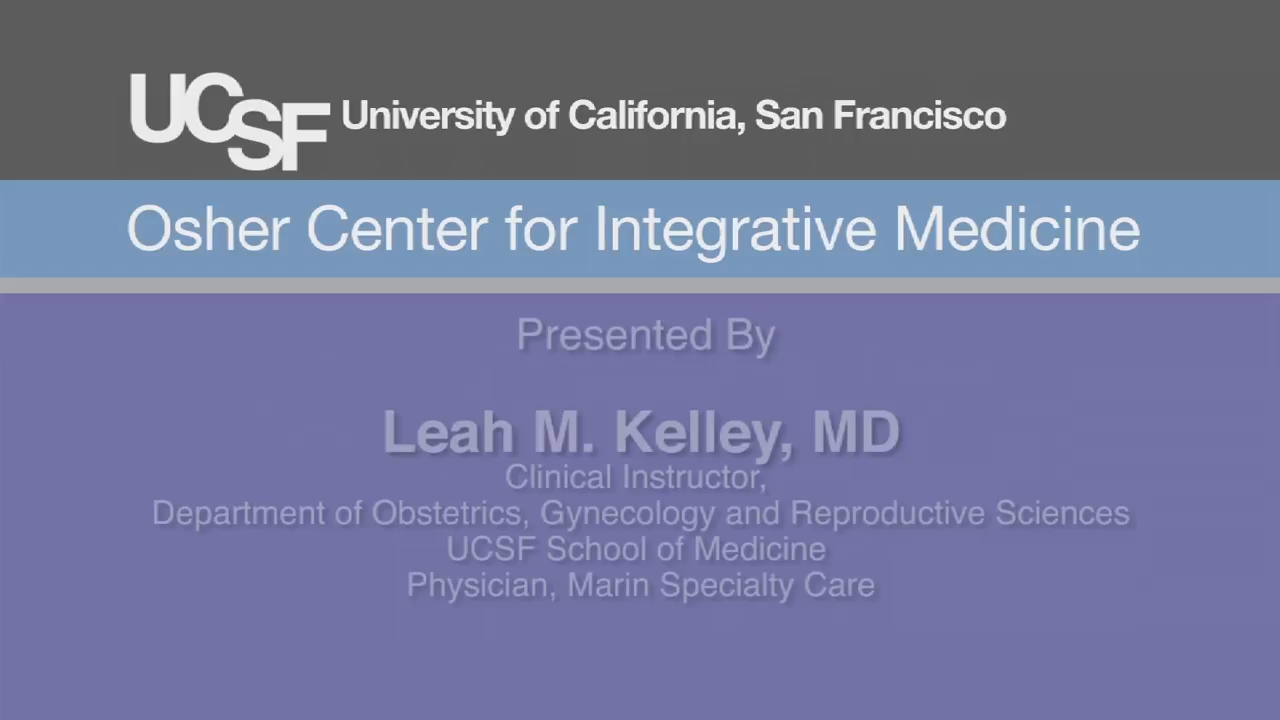 UCSF University of California, San Francisco
Osher Center for Integrative Medicine
Presented By
Leah M. Kelley, MD
Clinical Instructor,
Department of Obstetrics, Gynecology and Reproductive Sciences
UCSF School of Medicine
Physician, Marin Specialty Care